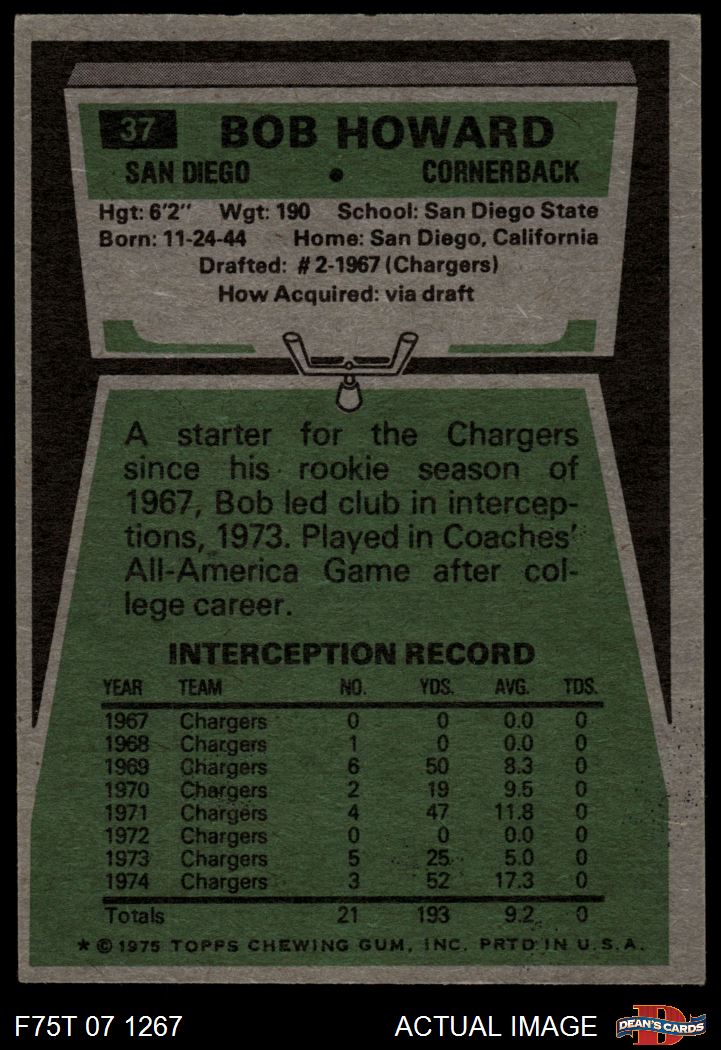 37 BOB HOWARD
SAN DIEGO • CORNERBACK
Hgt: 6'2" Wgt: 190 School: San Diego State
Born: 11-24-44 Home: San Diego, California
Drafted: #2-1967 (Chargers)
How Acquired: via draft
A starter for the Chargers
since his rookie season of
1967, Bob led club in intercep-
tions, 1973. Played in Coaches'
All-America Game after col-
lege career.
INTERCEPTION RECORD
YEAR TEAM NO. YDS. AVG. TDS.
1967 Chargers 0 0 0.0 0
1968 Chargers 1 0 0.0 0
1969 Chargers 6 50 8.3 0
1970 Chargers 2 19 9.5 0
1971 Chargers 4 47 11.8 0
1972 Chargers 0 0 0.0 0
1973 Chargers 5 25 5.0 0
1974 Chargers 3 52 17.3 0
Totals 21 193 9.2 0
* © 1975 TOPPS CHEWING GUM, INC. PRTD IN U.S.A.
F75T 07 1267 ACTUAL IMAGE DEAN'S CARDS